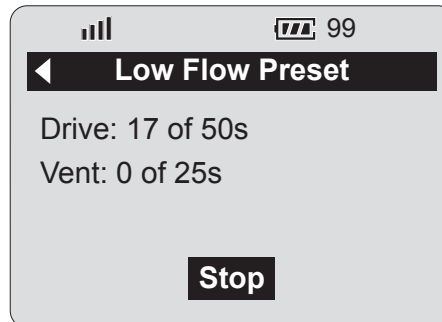 99
Low Flow Preset
Drive: 17 of 50s
Vent: 0 of 25s
Stop